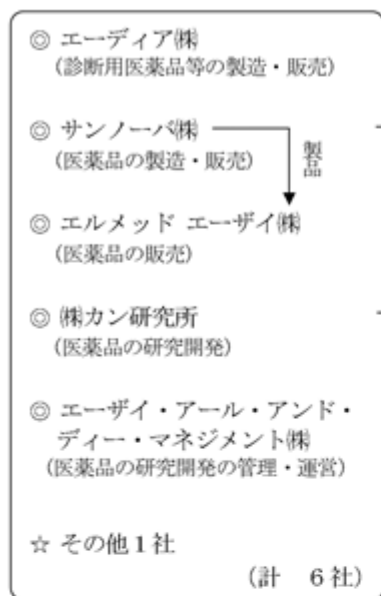 ◎ エーディア㈱
(診断用医薬品等の製造・販売)
◎ サンノーバ㈱
(医薬品の製造・販売)
製品
◎ エルメッド エーザイ㈱
(医薬品の販売)
◎ ㈱カン研究所
(医薬品の研究開発)
◎ エーザイ・アール・アンド・
ディー・マネジメント㈱
(医薬品の研究開発の管理・運営)
☆ その他1社
(計 6社)